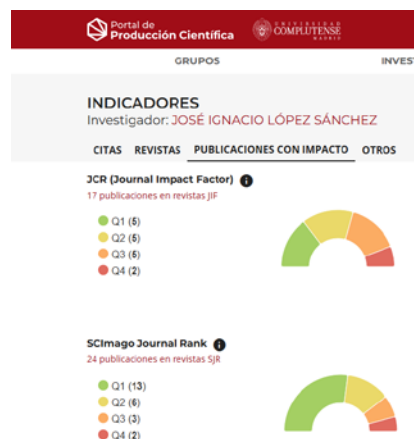 Portal de
Producción Científica
UNIVERSIDAD
COMPLUTENSE
MADRID
GRUPOS
INVES
INDICADORES
Investigador: JOSÉ IGNACIO LÓPEZ SÁNCHEZ
CITAS REVISTAS PUBLICACIONES CON IMPACTO OTROS
JCR (Journal Impact Factor)
17 publicaciones en revistas JIF
Q1 (5)
Q2 (5)
Q3 (5)
Q4 (2)
SCImago Journal Rank
24 publicaciones en revistas SJR
Q1 (13)
Q2 (6)
Q3 (3)
Q4 (2)